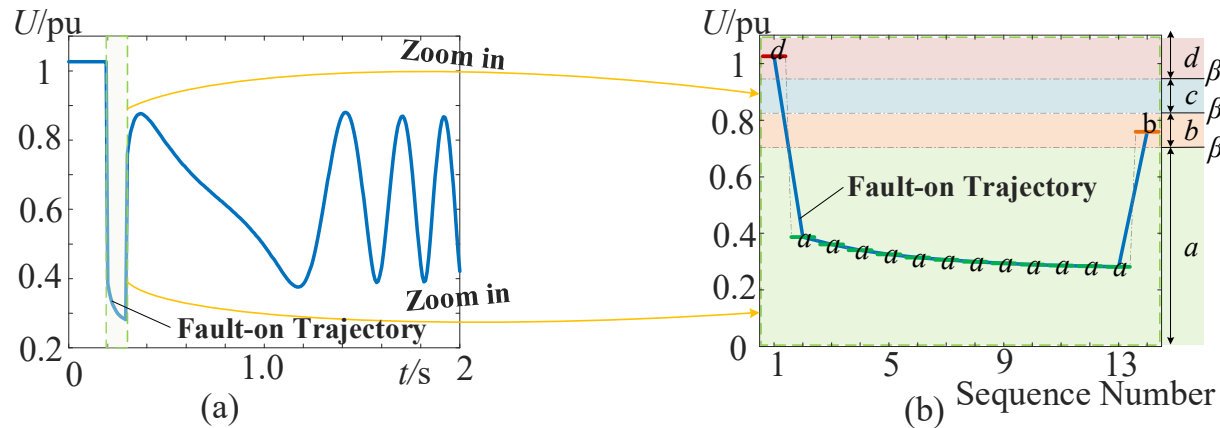 U/pu
1
0.8
0.6
0.4
0.2
0
1.0
t/s
2
Zoom in
Zoom in
Fault-on Trajectory
(a)
U/pu
1
0.8
0.6
0.4
0.2
0
1
5
9
13
Sequence Number
d
a a a a a a a a a a a a
b
Fault-on Trajectory
d
β
c
β
b
β
a
(b)